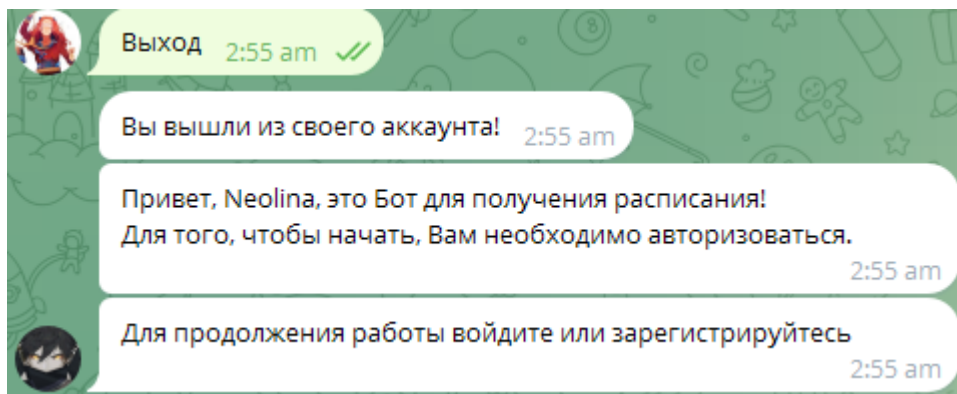 Выход 2:55 am
Вы вышли из своего аккаунта! 2:55 am
Привет, Neolina, это Бот для получения расписания!
Для того, чтобы начать, Вам необходимо авторизоваться.
2:55 am
Для продолжения работы войдите или зарегистрируйтесь
2:55 am